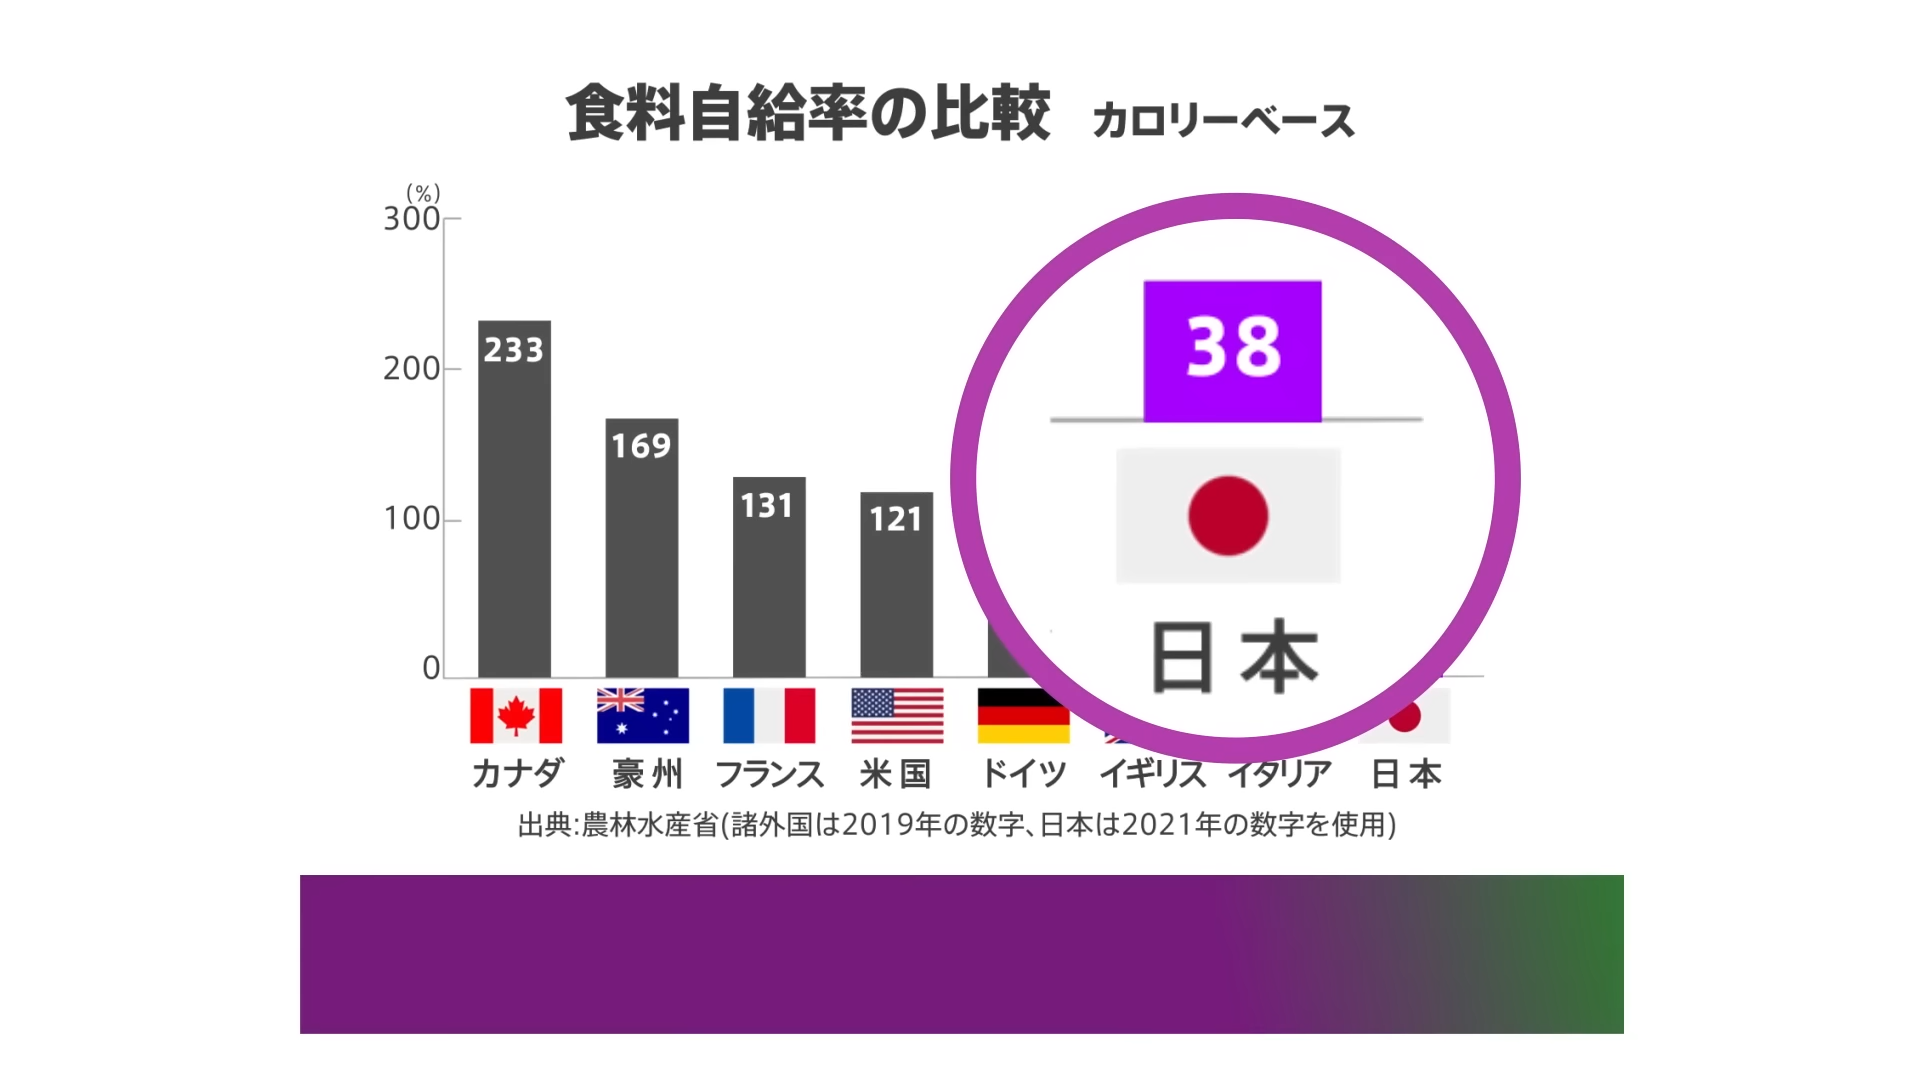 食料自給率の比較 カロリーベース
(%)
300
200
100
0
233
169
131
121
38
日本
カナダ 豪州 フランス 米国 ドイツ イギリス イタリア 日本
出典:農林水産省(諸外国は2019年の数字、日本は2021年の数字を使用)